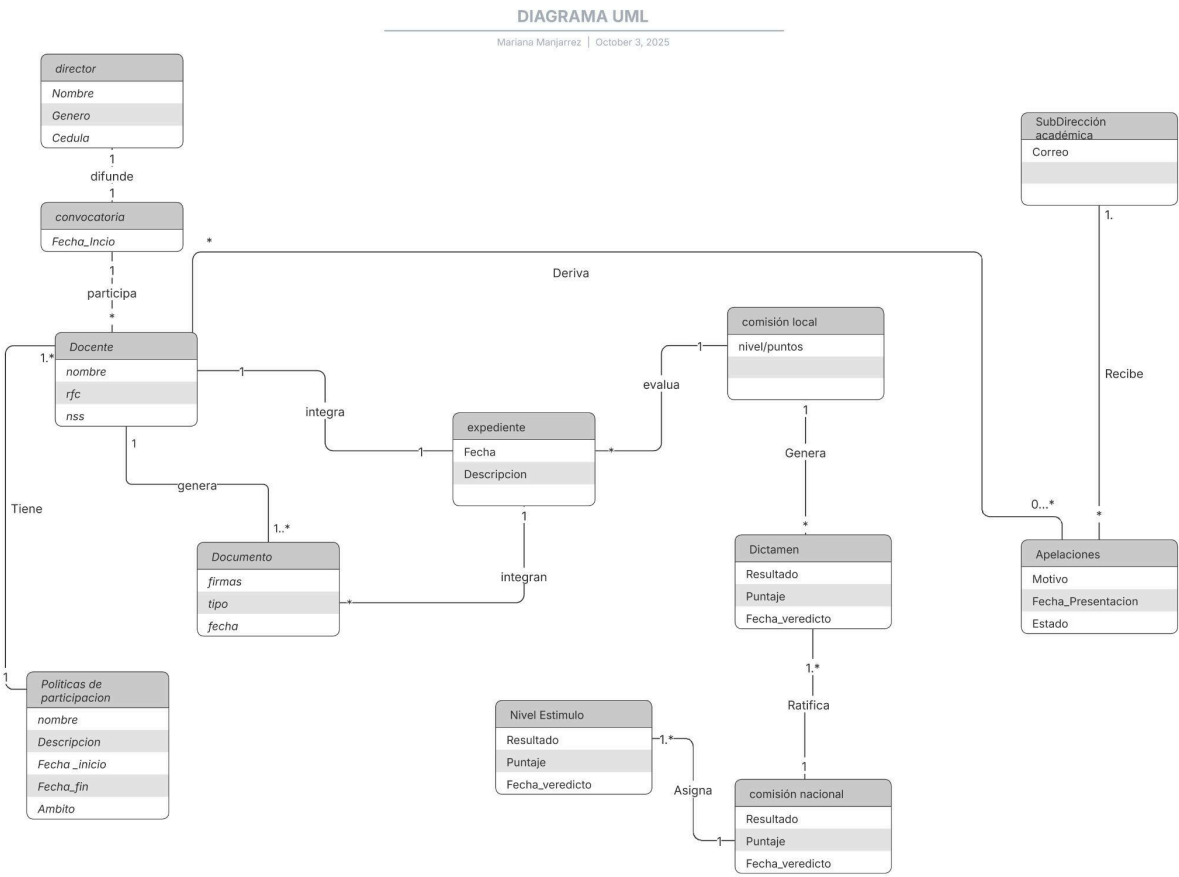 DIAGRAMA UML
Mariana Manjarrez | October 3, 2025
director
Nombre
Genero
Cedula
1
difunde
1
convocatoria
Fecha_Incio
1
participa
*
Docente
nombre
rfc
nss
1.*
*
Deriva
0...*
1
integra
1
expediente
Fecha
Descripcion
*
evalua
1
comisión local
nivel/puntos
SubDirección
académica
Correo
1.
Recibe
*
Apelaciones
Motivo
Fecha_Presentacion
Estado
1
Genera
*
Dictamen
Resultado
Puntaje
Fecha_veredicto
1
genera
1..*
Documento
firmas
tipo
fecha
1
integran
*
Tiene
1
Politicas de
participacion
nombre
Descripcion
Fecha _inicio
Fecha_fin
Ambito
1.*
Ratifica
1
comisión nacional
Resultado
Puntaje
Fecha_veredicto
Nivel Estimulo
Resultado
Puntaje
Fecha_veredicto
1.*
Asigna
1